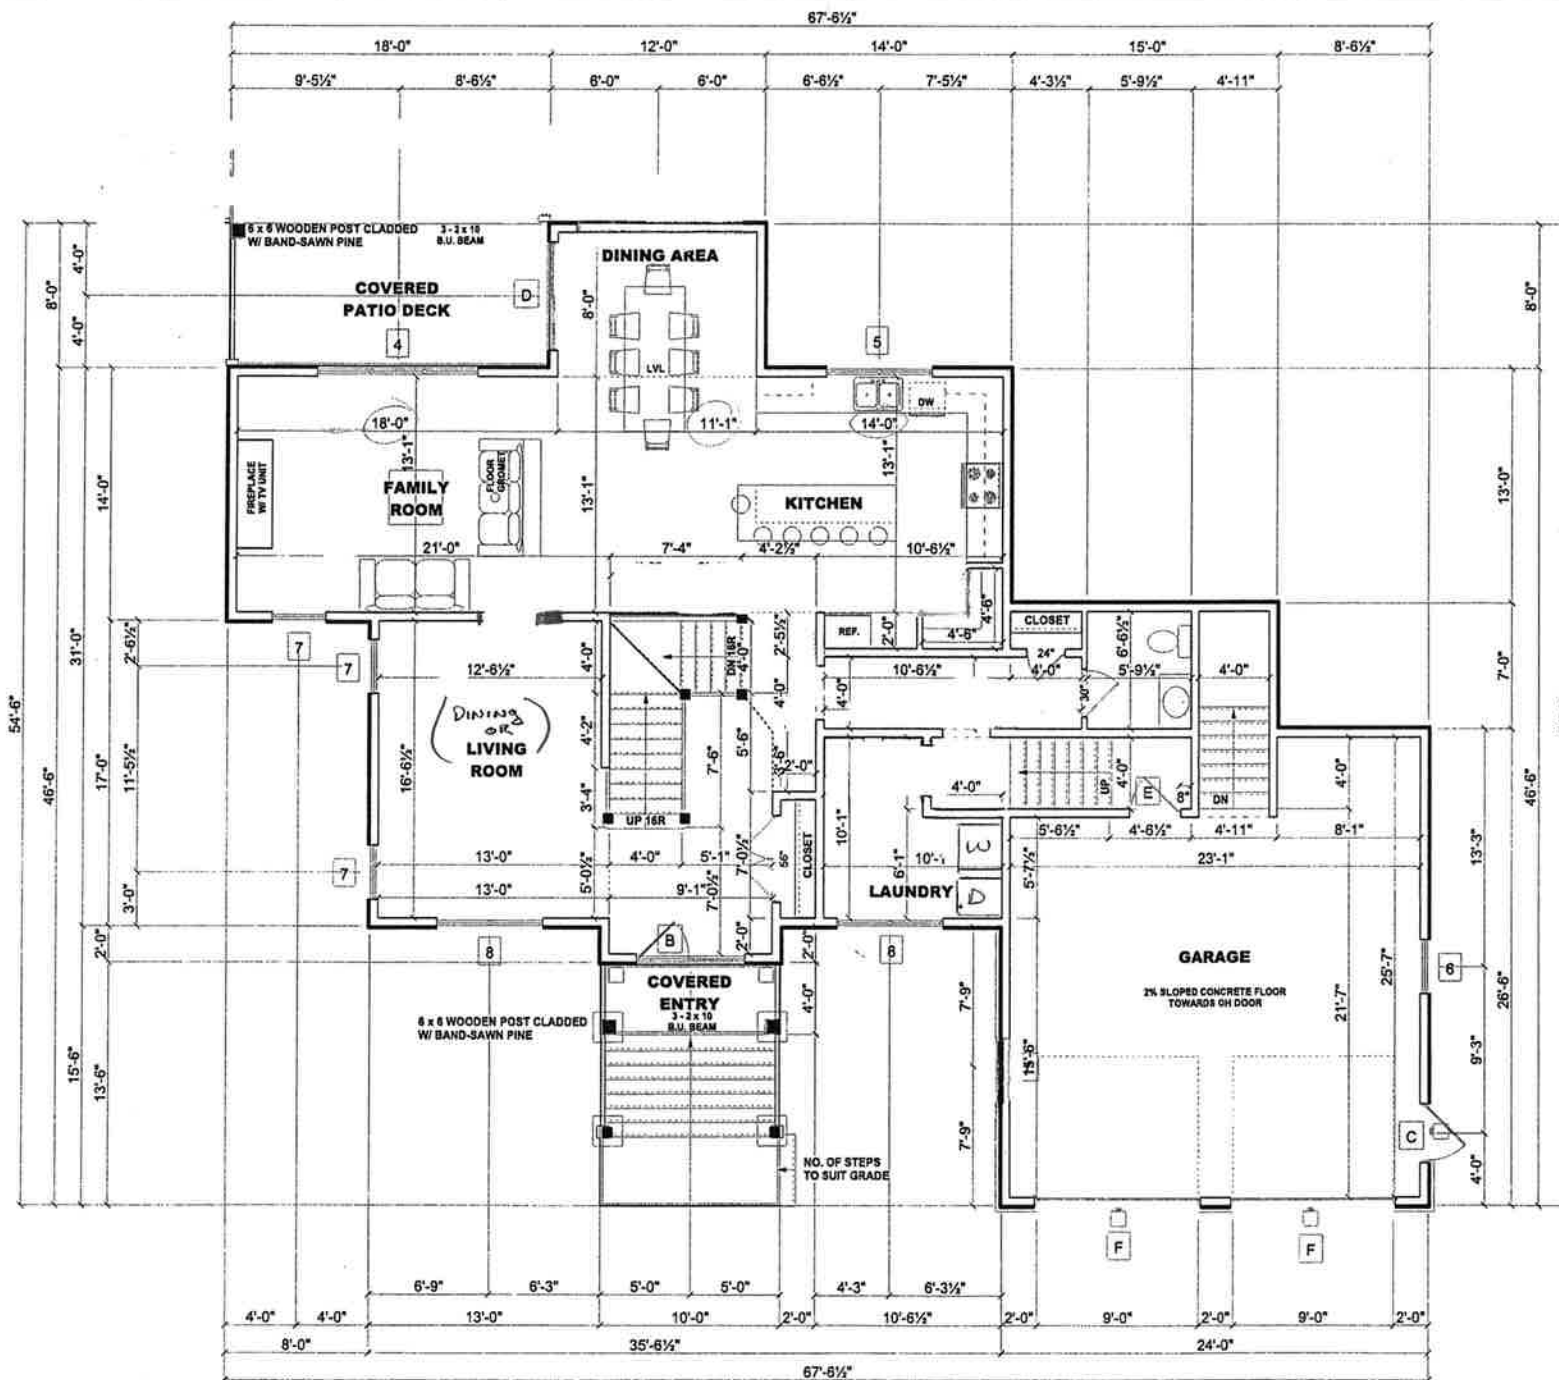 67'-6½"
18'-0" 12'-0" 14'-0" 15'-0" 8'-6½"
9'-5½" 8'-6½" 6'-0" 6'-0" 6'-6½" 7'-5½" 4'-3½" 5'-9½" 4'-11"
6 x 6 WOODEN POST CLADDED
W/ BAND-SAWN PINE
3 - 2 x 10
B.U. BEAM
COVERED
PATIO DECK
D
4
DINING AREA
8'-0"
LVL
5
DW
54'-6"
8'-0"
4'-0"
4'-0"
46'-6"
14'-0"
31'-0"
17'-0"
2'-6½"
11'-5½"
3'-0"
2'-0"
15'-6"
13'-6"
18'-0" 11'-1" 14'-0"
13'-1" 13'-1" 13'-1"
FIREPLACE
W/ TV UNIT
FLOOR
GROMET
FAMILY
ROOM
KITCHEN
21'-0" 7'-4" 4'-2½" 10'-6½"
REF.
2'-0"
4'-6"
4'-6"
CLOSET
24"
4'-0"
6'-6½"
5'-9½"
30"
4'-0"
7
7
7
12'-6½"
(DINING
OR)
LIVING
ROOM
16'-6½"
4'-0"
4'-2"
3'-4"
5'-0½"
DN 16R
4'-0"
2'-5½"
4'-0"
5'-6"
7'-6"
2'-0"
UP 16R
13'-0" 4'-0" 5'-1"
13'-0" 9'-1"
7'-0½"
7'-0½"
56"
CLOSET
2'-0"
2'-0"
4'-0"
10'-6½"
4'-0"
10'-1"
6'-1"
4'-0"
W
D
LAUNDRY
UP
4'-0"
E
8"
DN
4'-0"
5'-6½" 4'-6½" 4'-11" 8'-1"
23'-1"
5'-7½"
GARAGE
2% SLOPED CONCRETE FLOOR
TOWARDS OH DOOR
21'-7"
25'-7"
15'-6"
7'-9"
7'-9"
8
B
8
6
C
COVERED
ENTRY
3 - 2 x 10
B.U. BEAM
6 x 6 WOODEN POST CLADDED
W/ BAND-SAWN PINE
NO. OF STEPS
TO SUIT GRADE
F F
8'-0"
13'-0"
7'-0"
46'-6"
13'-3"
26'-6"
9'-3"
4'-0"
6'-9" 6'-3" 5'-0" 5'-0" 4'-3" 6'-3½"
4'-0" 4'-0" 13'-0" 10'-0" 2'-0" 10'-6½" 2'-0" 9'-0" 2'-0" 9'-0" 2'-0"
8'-0" 35'-6½" 24'-0"
67'-6½"